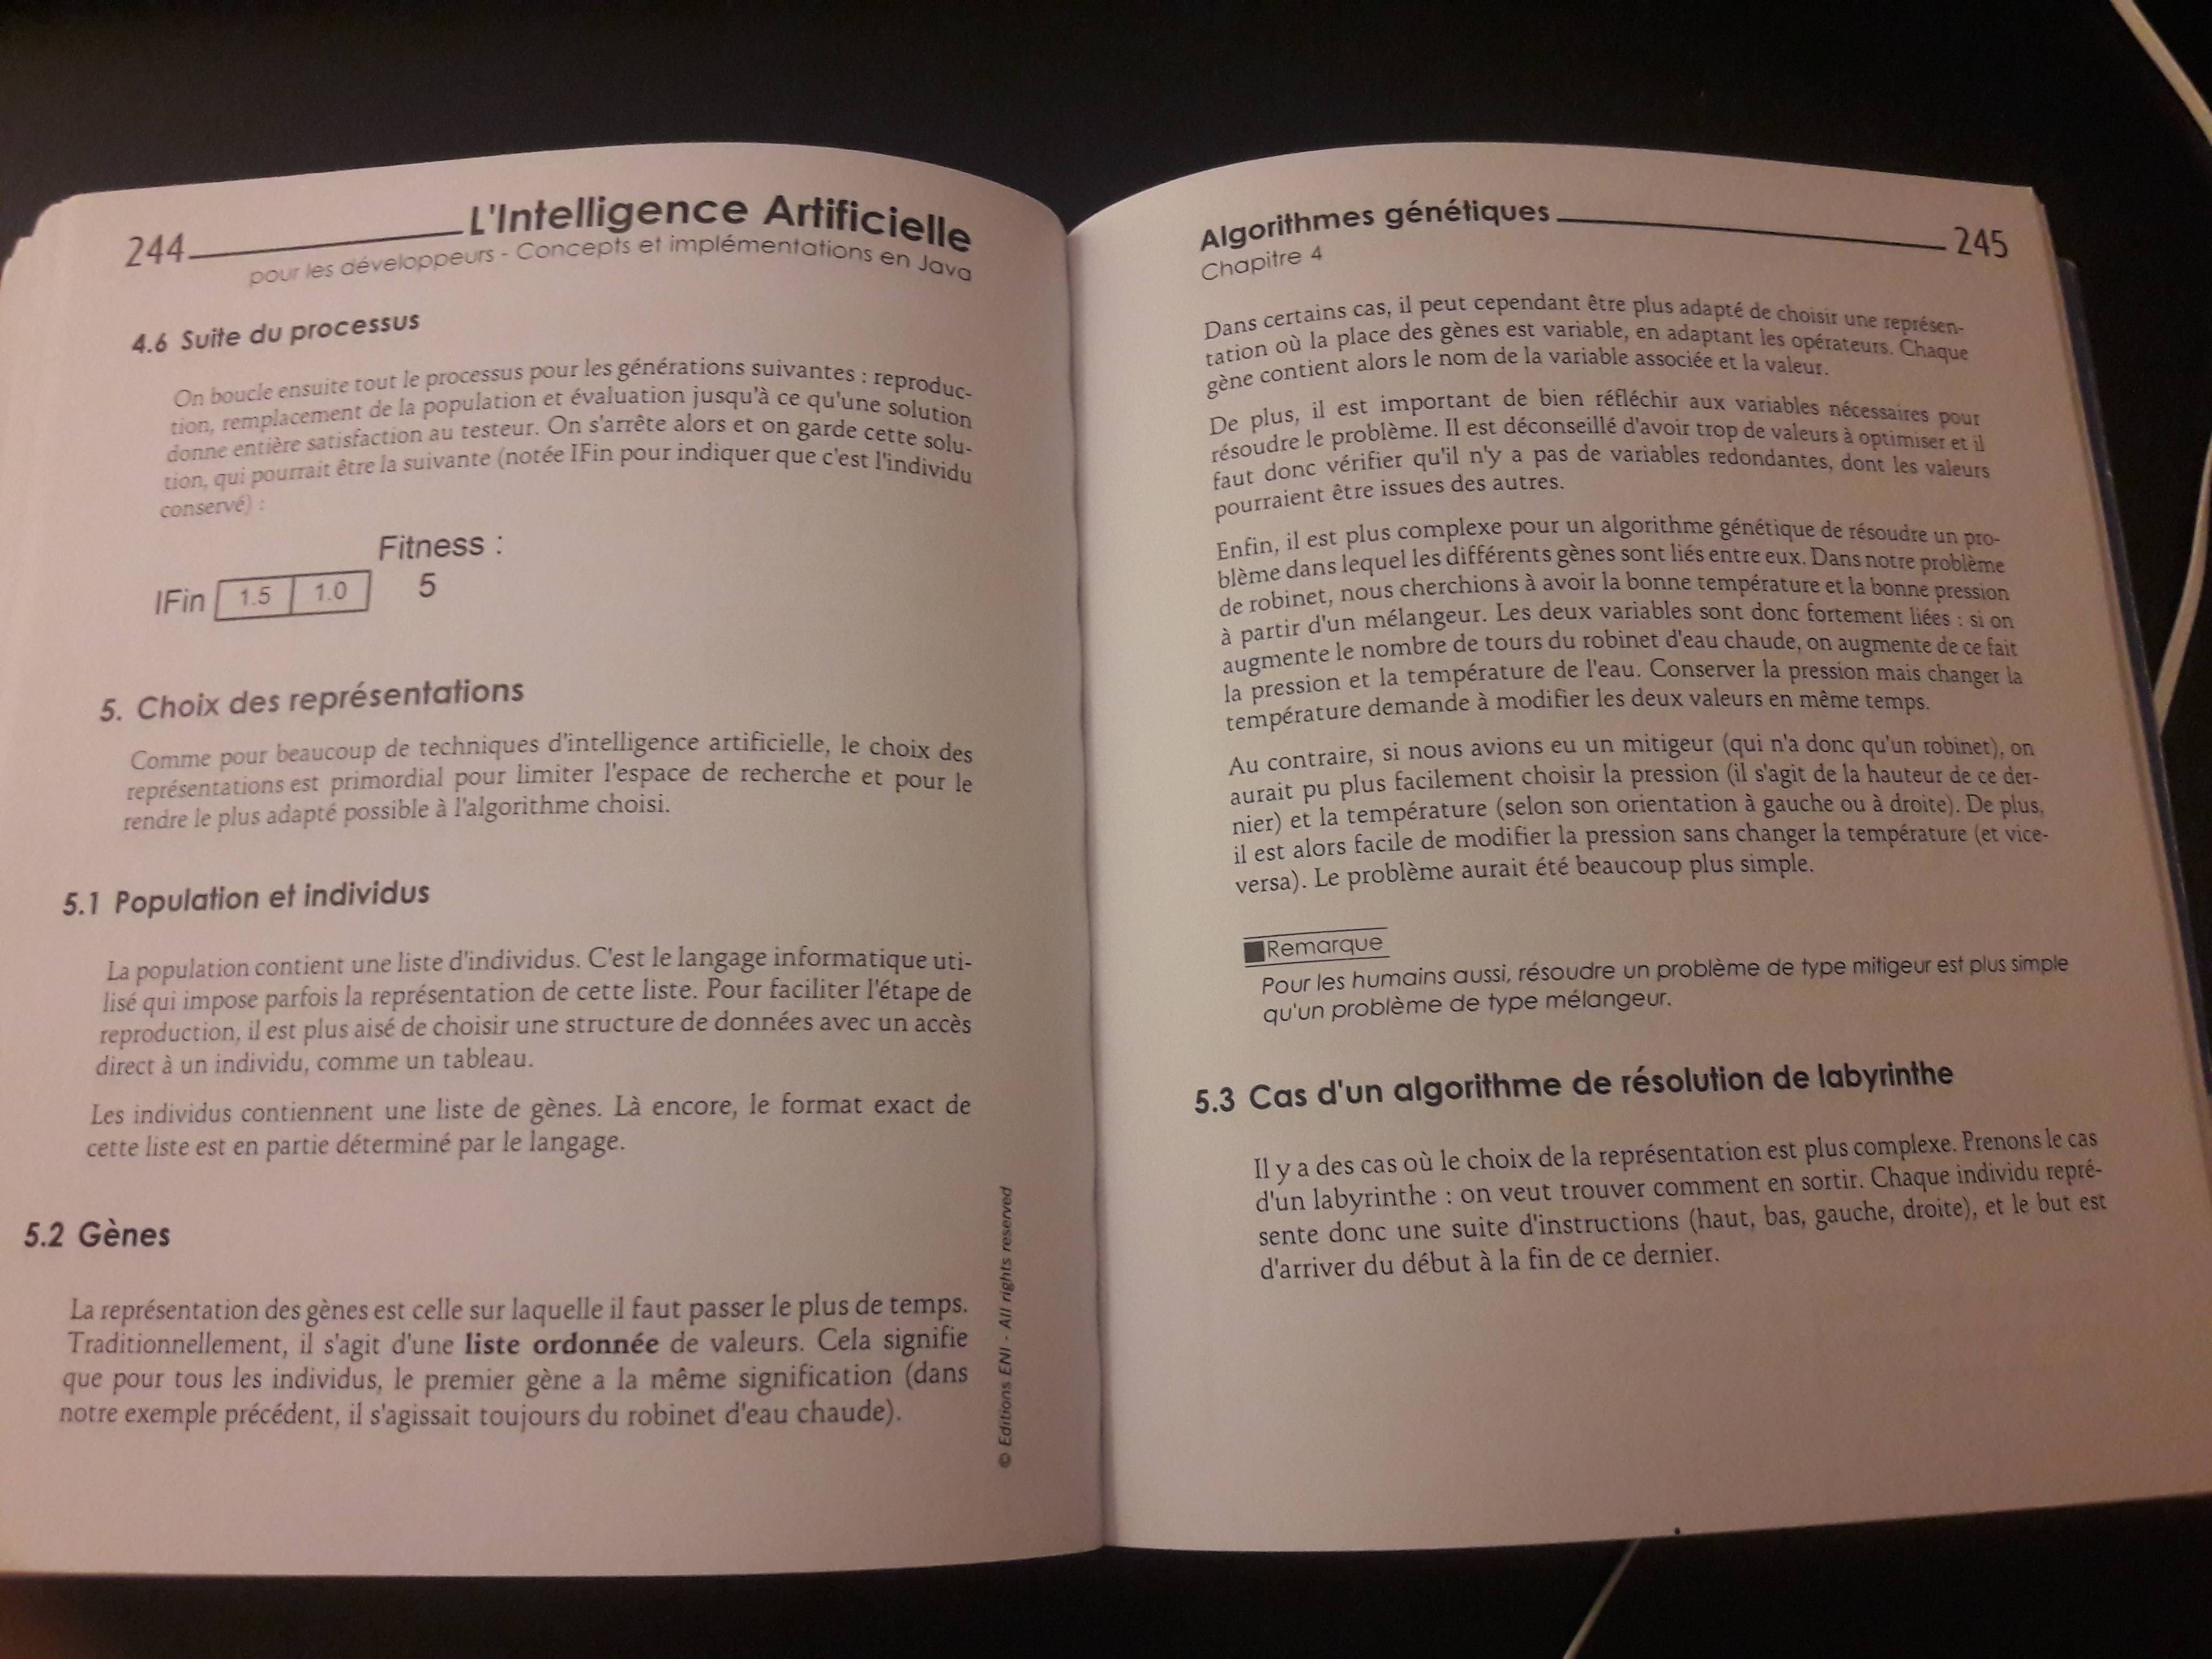 244 L'Intelligence Artificielle
pour les développeurs - Concepts et implémentations en Java
4.6 Suite du processus
On boucle ensuite tout le processus pour les générations suivantes : reproduc-
tion, remplacement de la population et évaluation jusqu'à ce qu'une solution
donne entière satisfaction au testeur. On s'arrête alors et on garde cette solu-
tion, qui pourrait être la suivante (notée IFin pour indiquer que c'est l'individu
conservé) :
Fitness :
IFin 1.5 1.0 5
5. Choix des représentations
Comme pour beaucoup de techniques d'intelligence artificielle, le choix des
représentations est primordial pour limiter l'espace de recherche et pour le
rendre le plus adapté possible à l'algorithme choisi.
5.1 Population et individus
La population contient une liste d'individus. C'est le langage informatique uti-
lisé qui impose parfois la représentation de cette liste. Pour faciliter l'étape de
reproduction, il est plus aisé de choisir une structure de données avec un accès
direct à un individu, comme un tableau.
Les individus contiennent une liste de gènes. Là encore, le format exact de
cette liste est en partie déterminé par le langage.
5.2 Gènes
La représentation des gènes est celle sur laquelle il faut passer le plus de temps.
Traditionnellement, il s'agit d'une liste ordonnée de valeurs. Cela signifie
que pour tous les individus, le premier gène a la même signification (dans
notre exemple précédent, il s'agissait toujours du robinet d'eau chaude).
© Editions ENI - All rights reserved
Algorithmes génétiques 245
Chapitre 4
Dans certains cas, il peut cependant être plus adapté de choisir une représen-
tation où la place des gènes est variable, en adaptant les opérateurs. Chaque
gène contient alors le nom de la variable associée et la valeur.
De plus, il est important de bien réfléchir aux variables nécessaires pour
résoudre le problème. Il est déconseillé d'avoir trop de valeurs à optimiser et il
faut donc vérifier qu'il n'y a pas de variables redondantes, dont les valeurs
pourraient être issues des autres.
Enfin, il est plus complexe pour un algorithme génétique de résoudre un pro-
blème dans lequel les différents gènes sont liés entre eux. Dans notre problème
de robinet, nous cherchions à avoir la bonne température et la bonne pression
à partir d'un mélangeur. Les deux variables sont donc fortement liées : si on
augmente le nombre de tours du robinet d'eau chaude, on augmente de ce fait
la pression et la température de l'eau. Conserver la pression mais changer la
température demande à modifier les deux valeurs en même temps.
Au contraire, si nous avions eu un mitigeur (qui n'a donc qu'un robinet), on
aurait pu plus facilement choisir la pression (il s'agit de la hauteur de ce der-
nier) et la température (selon son orientation à gauche ou à droite). De plus,
il est alors facile de modifier la pression sans changer la température (et vice-
versa). Le problème aurait été beaucoup plus simple.
Remarque
Pour les humains aussi, résoudre un problème de type mitigeur est plus simple
qu'un problème de type mélangeur.
5.3 Cas d'un algorithme de résolution de labyrinthe
Il y a des cas où le choix de la représentation est plus complexe. Prenons le cas
d'un labyrinthe : on veut trouver comment en sortir. Chaque individu repré-
sente donc une suite d'instructions (haut, bas, gauche, droite), et le but est
d'arriver du début à la fin de ce dernier.